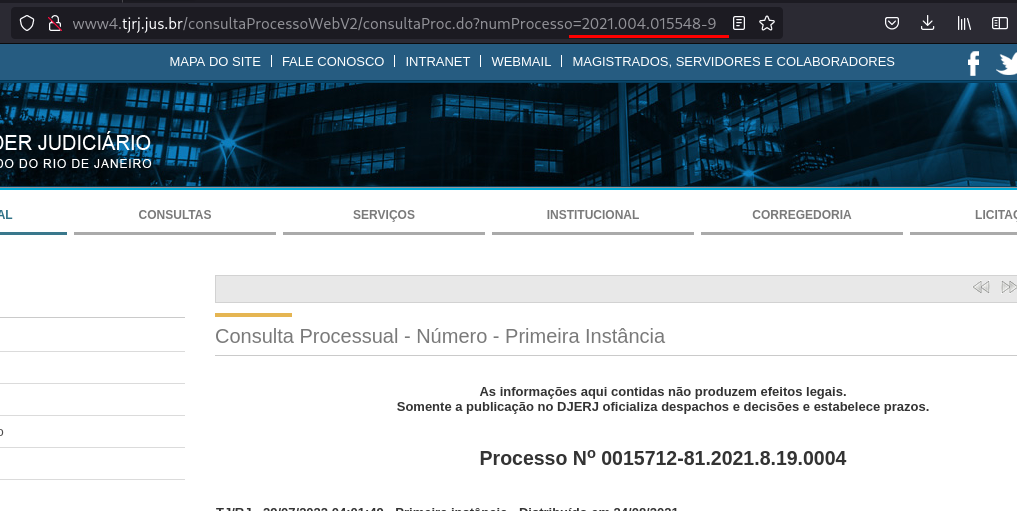 www4.tjrj.jus.br/consultaProcessoWebV2/consultaProc.do?numProcesso=2021.004.015548-9
MAPA DO SITE | FALE CONOSCO | INTRANET | WEBMAIL | MAGISTRADOS, SERVIDORES E COLABORADORES
DER JUDICIÁRIO
DO DO RIO DE JANEIRO
AL CONSULTAS SERVIÇOS INSTITUCIONAL CORREGEDORIA LICITAÇ
Consulta Processual - Número - Primeira Instância
As informações aqui contidas não produzem efeitos legais.
Somente a publicação no DJERJ oficializa despachos e decisões e estabelece prazos.
o
Processo Nº 0015712-81.2021.8.19.0004